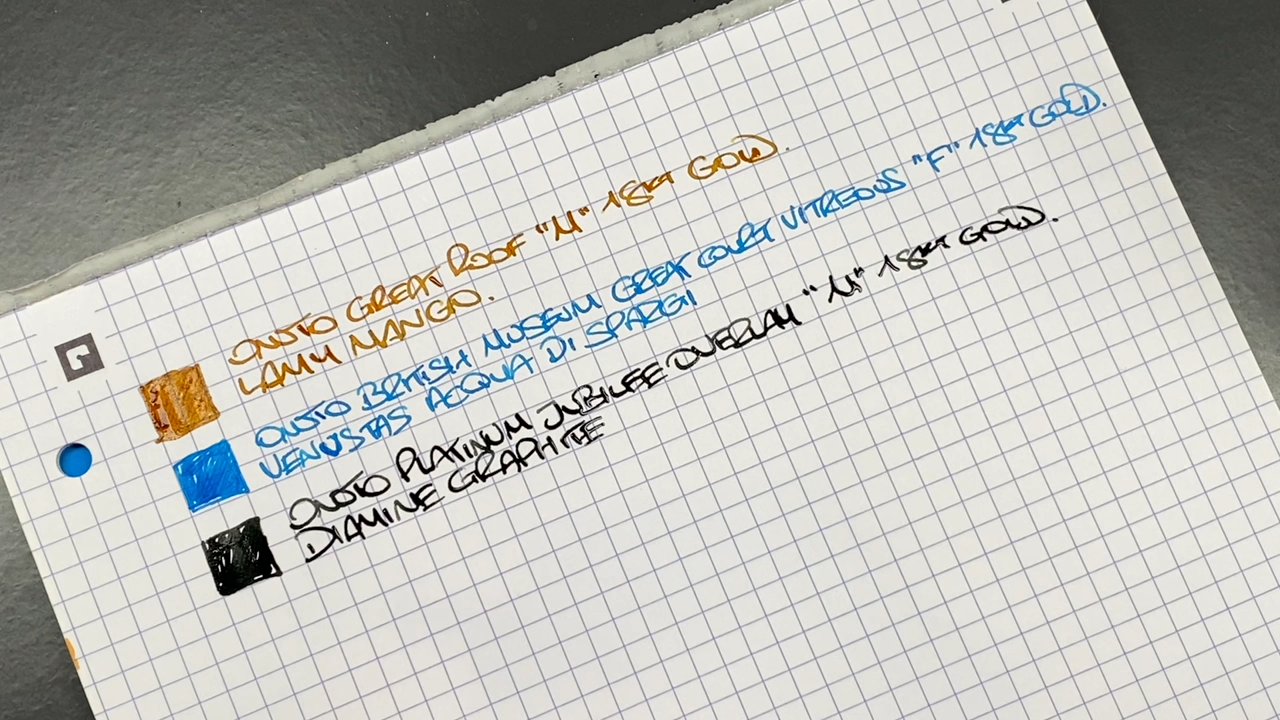 ONOTO GREAT ROOF "M" 18KT GOLD.
LAMY MANGO.
ONOTO BRITISH MUSEUM GREAT COURT VITREOUS "F" 18KT GOLD.
VENVSTAS ACQUA DI SPARGI
ONOTO PLATINUM JUBILEE OVERLAY "M" 18KT GOLD.
DIAMINE GRAPHITE